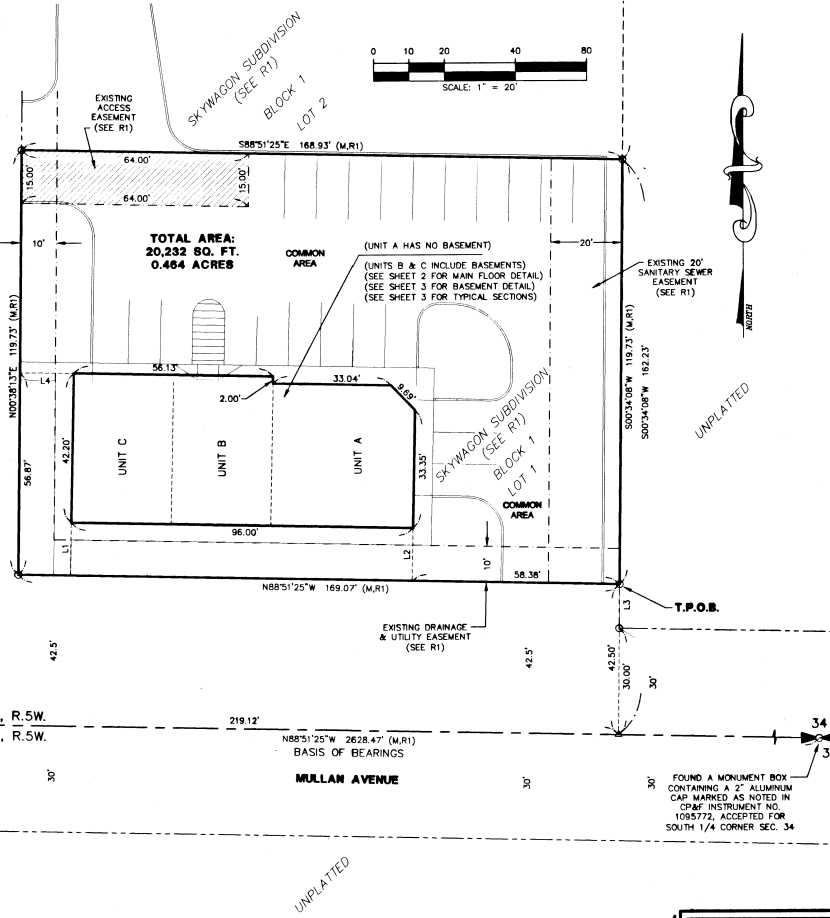 0 10 20 40 80
SCALE: 1" = 20'
SKYWAGON SUBDIVISION
(SEE R1)
BLOCK 1
LOT 2
EXISTING
ACCESS
EASEMENT
(SEE R1)
S88°51'25"E 168.93' (M,R1)
64.00'
15.00'
15.00'
64.00'
10'
TOTAL AREA:
20,232 SQ. FT.
0.464 ACRES
COMMON
AREA
(UNIT A HAS NO BASEMENT)
(UNITS B & C INCLUDE BASEMENTS)
(SEE SHEET 2 FOR MAIN FLOOR DETAIL)
(SEE SHEET 3 FOR BASEMENT DETAIL)
(SEE SHEET 3 FOR TYPICAL SECTIONS)
20'
EXISTING 20'
SANITARY SEWER
EASEMENT
(SEE R1)
NORTH
N00°38'13"E 119.73' (M,R1)
S00°34'08"W 119.73' (M,R1)
S00°34'08"W 162.23'
UNPLATTED
56.13'
L4
2.00'
33.04'
9.69'
42.20'
UNIT C
UNIT B
UNIT A
33.35'
56.87'
SKYWAGON SUBDIVISION
(SEE R1)
BLOCK 1
LOT 1
COMMON
AREA
96.00'
L1
L2
10'
58.38'
N88°51'25"W 169.07' (M,R1)
L3
T.P.O.B.
EXISTING DRAINAGE
& UTILITY EASEMENT
(SEE R1)
42.5'
42.5'
42.50'
30.00'
30'
, R.5W.
, R.5W.
219.12'
N88°51'25"W 2628.47' (M,R1)
BASIS OF BEARINGS
MULLAN AVENUE
30'
30'
30'
34
3
FOUND A MONUMENT BOX
CONTAINING A 2" ALUMINUM
CAP MARKED AS NOTED IN
CP&F INSTRUMENT NO.
1095772, ACCEPTED FOR
SOUTH 1/4 CORNER SEC. 34
UNPLATTED